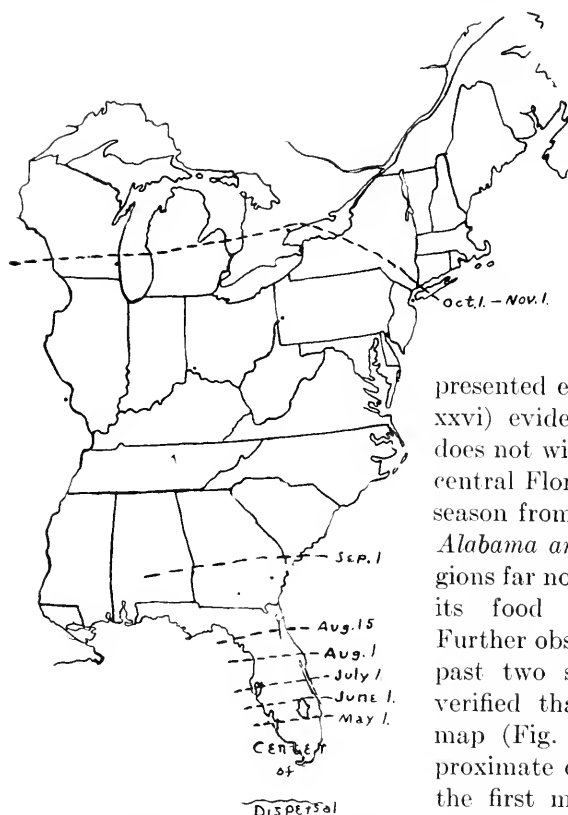 Oct.1.-Nov.1.
presented e
xxvi) evide
does not wi
central Flor
season from
Alabama an
gions far no
its food
Further obs
past two s
verified tha
map (Fig.
proximate d
the first m
Sep.1
Aug.15
Aug.1
July 1.
June 1.
May 1.
CENTER
of
DISPERSAL